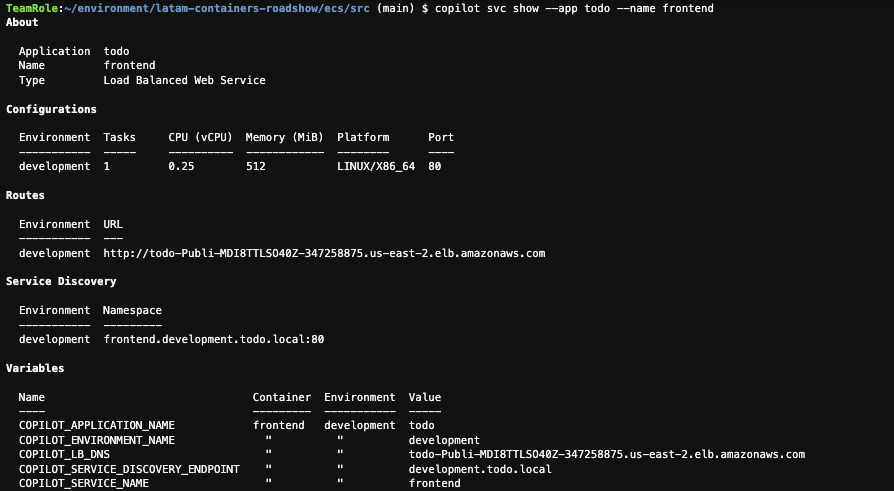 TeamRole:~/environment/latam-containers-roadshow/ecs/src (main) $ copilot svc show --app todo --name frontend
About
Application todo
Name frontend
Type Load Balanced Web Service
Configurations
Environment Tasks CPU (vCPU) Memory (MiB) Platform Port
----------- ----- ---------- ------------ -------- ----
development 1 0.25 512 LINUX/X86_64 80
Routes
Environment URL
----------- ---
development http://todo-Publi-MDI8TTLSO40Z-347258875.us-east-2.elb.amazonaws.com
Service Discovery
Environment Namespace
----------- ---------
development frontend.development.todo.local:80
Variables
Name Container Environment Value
---- --------- ----------- -----
COPILOT_APPLICATION_NAME frontend development todo
COPILOT_ENVIRONMENT_NAME " " development
COPILOT_LB_DNS " " todo-Publi-MDI8TTLSO40Z-347258875.us-east-2.elb.amazonaws.com
COPILOT_SERVICE_DISCOVERY_ENDPOINT " " development.todo.local
COPILOT_SERVICE_NAME " " frontend